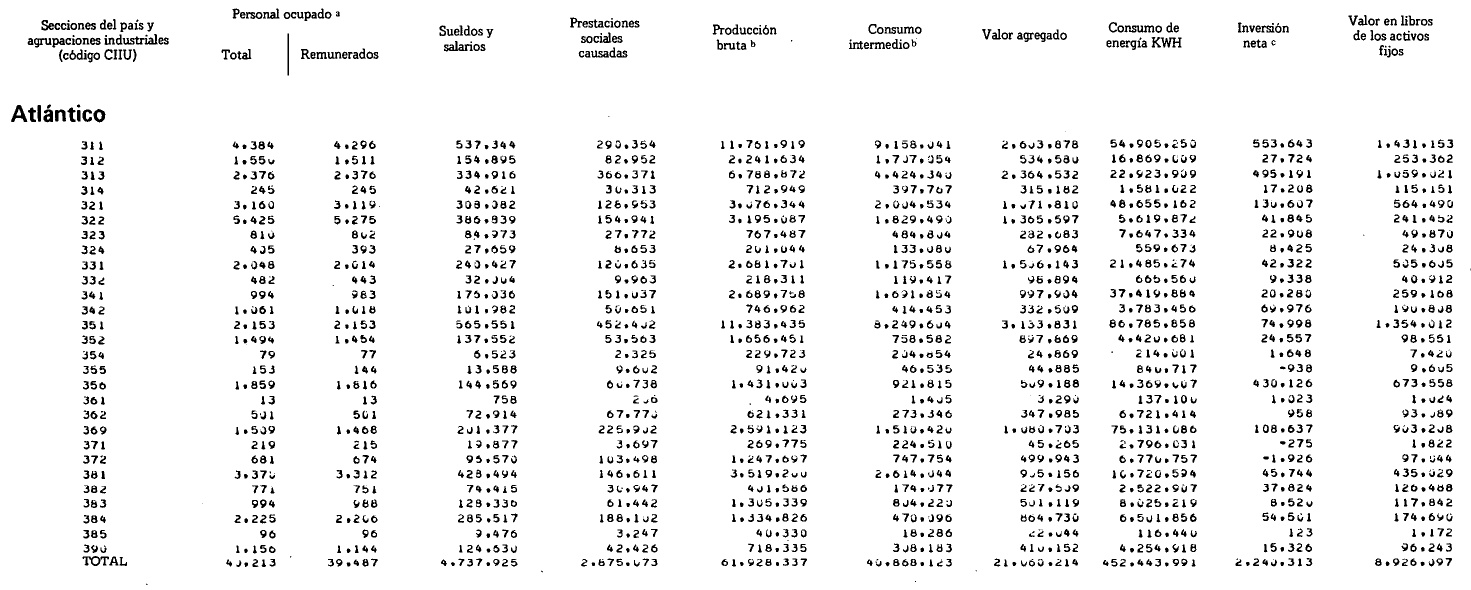 Secciones del país y agrupaciones industriales (código CIIU) Personal ocupado a Total Remunerados Sueldos y salarios Prestaciones sociales causadas Producción bruta b Consumo intermedio b Valor agregado Consumo de energía KWH Inversión neta c Valor en libros de los activos fijos
Atlántico
311 4.384 4.296 537.344 290.354 11.761.919 9.158.041 2.603.878 54.905.250 553.643 1.431.153
312 1.550 1.511 154.895 82.952 2.241.634 1.707.054 534.580 16.869.009 27.724 253.362
313 2.376 2.376 334.916 366.371 6.788.872 4.424.340 2.364.532 22.923.909 495.191 1.059.021
314 245 245 42.621 30.313 712.949 397.767 315.182 1.581.022 17.208 115.151
321 3.160 3.119 308.082 126.953 3.076.344 2.004.534 1.071.810 48.655.162 130.607 564.490
322 5.425 5.275 386.839 154.941 3.195.087 1.829.490 1.365.597 5.619.872 41.845 241.452
323 810 802 84.973 27.772 767.487 484.804 282.683 7.647.334 22.908 49.870
324 405 393 27.659 8.653 201.044 133.080 67.964 559.673 8.425 24.308
331 2.048 2.014 240.427 120.635 2.681.701 1.175.558 1.506.143 21.485.274 42.322 505.605
332 482 443 9.963 218.311 119.417 98.894 665.560 9.338 40.912
341 994 983 175.036 151.037 2.689.758 1.691.854 997.904 37.419.884 20.280 259.168
342 1.061 1.018 101.982 50.651 746.962 414.453 332.509 3.783.456 69.976 190.808
351 2.153 2.153 565.551 452.402 11.383.435 8.249.604 3.133.831 86.785.858 74.998 1.354.012
352 1.494 1.454 137.552 53.563 1.656.451 758.582 897.869 4.420.681 24.557 98.551
354 79 77 6.523 2.325 229.723 204.854 24.869 214.001 1.648 7.420
355 153 144 13.588 9.602 91.420 46.535 44.885 840.717 -938 9.605
356 1.859 1.816 144.569 60.738 1.431.003 921.815 509.188 14.369.007 430.126 673.558
361 13 13 758 206 4.695 1.405 3.290 137.100 1.023 1.024
362 501 501 72.914 67.770 621.331 273.346 347.985 6.721.414 958 93.089
369 1.509 1.468 201.377 225.902 2.591.123 1.510.420 1.080.703 75.131.086 108.637 903.208
371 219 215 19.877 3.697 269.775 224.510 45.265 2.796.031 -275 1.822
372 681 674 95.570 103.498 1.247.697 747.754 499.943 6.770.757 -1.926 97.044
381 3.370 3.312 428.494 146.611 3.519.200 2.614.044 905.156 10.720.594 45.744 435.029
382 771 751 74.415 30.947 401.586 174.077 227.509 2.522.907 37.824 126.488
383 994 988 128.336 61.442 1.305.339 804.220 501.119 8.025.219 8.520 117.842
384 2.225 2.206 285.517 188.102 1.334.826 470.096 864.730 6.501.856 54.501 174.690
385 96 96 9.476 3.247 40.330 18.286 22.044 116.440 123 1.172
390 1.156 1.144 124.630 42.426 718.335 308.183 410.152 4.254.918 15.326 96.243
TOTAL 40.213 39.487 4.737.925 2.875.073 61.928.337 40.868.123 21.060.214 452.443.991 2.240.313 8.926.097